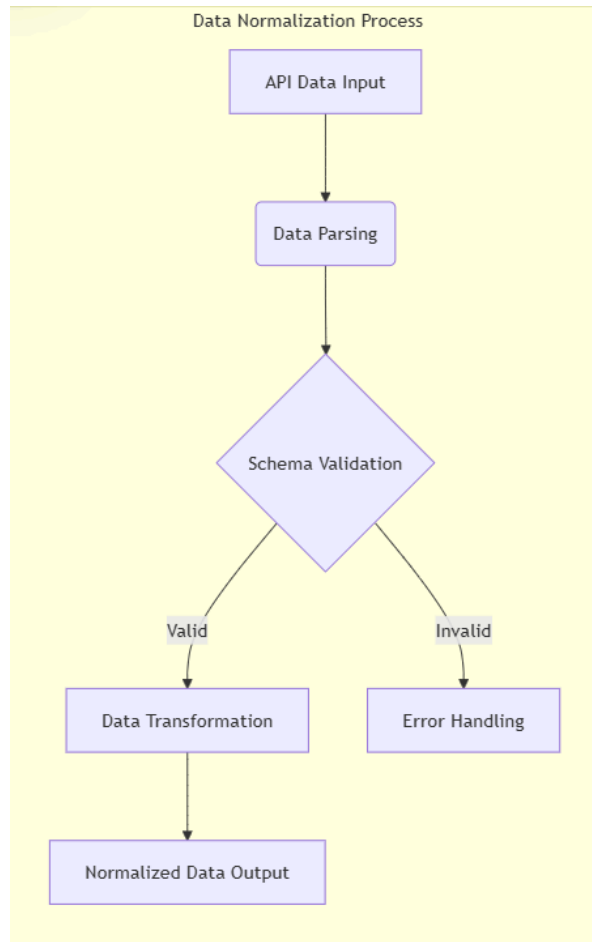 Data Normalization Process
API Data Input
Data Parsing
Schema Validation
Valid
Invalid
Data Transformation
Error Handling
Normalized Data Output